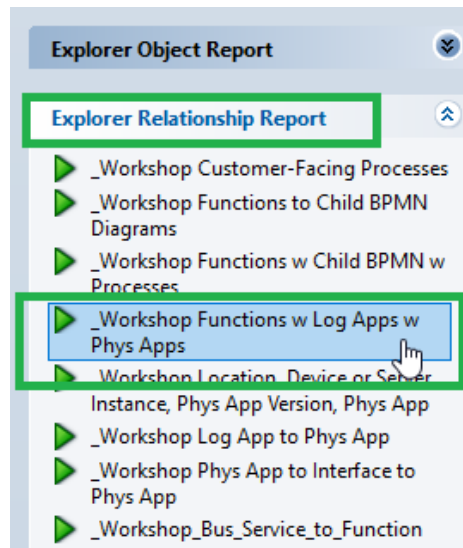 Explorer Object Report
Explorer Relationship Report
_Workshop Customer-Facing Processes
_Workshop Functions to Child BPMN
Diagrams
_Workshop Functions w Child BPMN w
Processes
_Workshop Functions w Log Apps w
Phys Apps
_Workshop Location, Device or Server
Instance, Phys App Version, Phys App
_Workshop Log App to Phys App
_Workshop Phys App to Interface to
Phys App
_Workshop_Bus_Service_to_Function